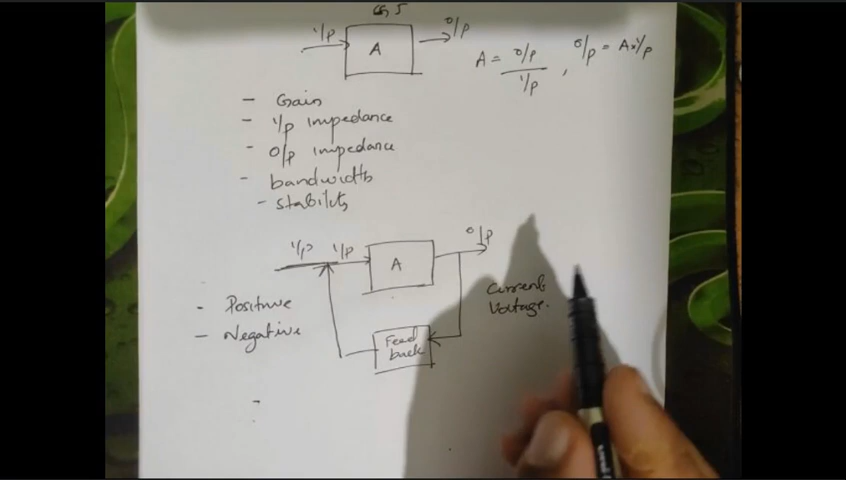 I/p
A
O/p
A = O/p / I/p , O/p = A × I/p
- Gain
- I/p impedance
- O/p impedance
- bandwidth
- stability
I/p I/p A O/p
Current
Voltage.
- Positive
- Negative
Feed
back
-